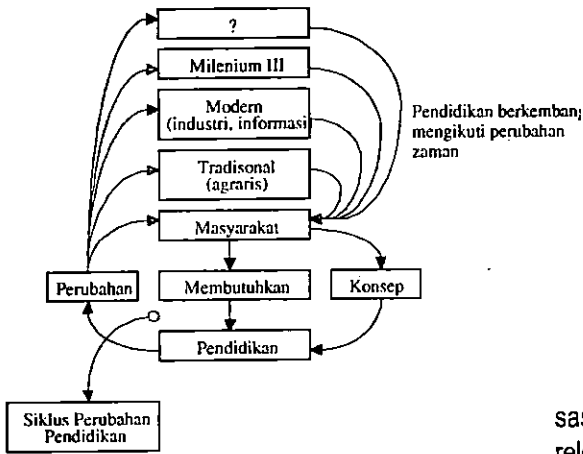 ?
Milenium III
Modern
(industri, informasi
Pendidikan berkembang
mengikuti perubahan
zaman
Tradisonal
(agraris)
Masyarakat
Perubahan
Membutuhkan
Konsep
Pendidikan
Siklus Perubahan
Pendidikan
sas
rel